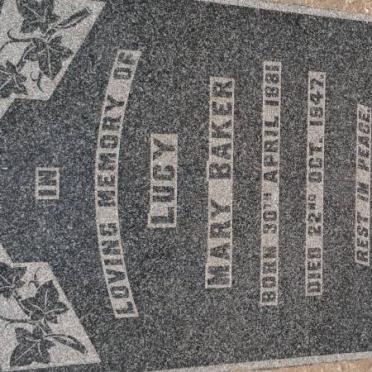 IN
LOVING MEMORY OF
LUCY
MARY BAKER
BORN 30TH APRIL 1881
DIED 22ND OCT. 1947.
REST IN PEACE.